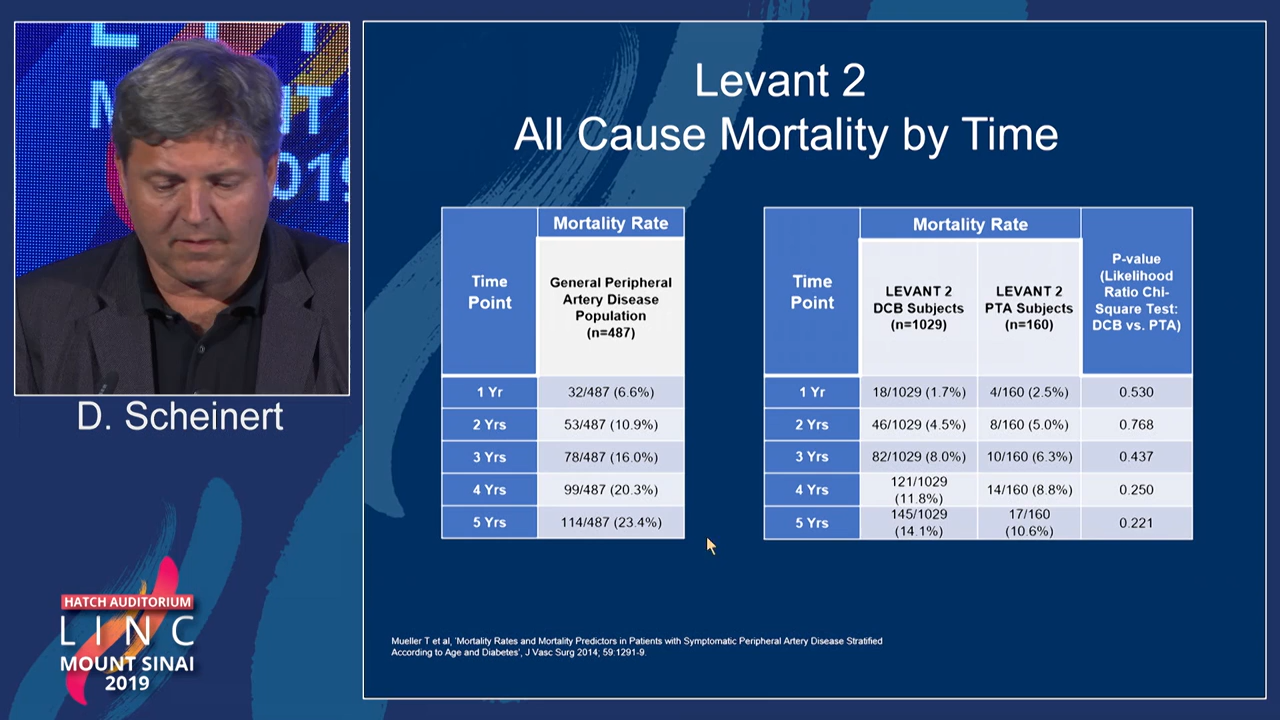 L I
M NT
2019
D. Scheinert
HATCH AUDITORIUM
LINC
MOUNT SINAI
2019
Levant 2
All Cause Mortality by Time
Time
Point
Mortality Rate
General Peripheral
Artery Disease
Population
(n=487)
1 Yr 32/487 (6.6%)
2 Yrs 53/487 (10.9%)
3 Yrs 78/487 (16.0%)
4 Yrs 99/487 (20.3%)
5 Yrs 114/487 (23.4%)
Time
Point
Mortality Rate
LEVANT 2
DCB Subjects
(n=1029)
LEVANT 2
PTA Subjects
(n=160)
P-value
(Likelihood
Ratio Chi-
Square Test:
DCB vs. PTA)
1 Yr 18/1029 (1.7%) 4/160 (2.5%) 0.530
2 Yrs 46/1029 (4.5%) 8/160 (5.0%) 0.768
3 Yrs 82/1029 (8.0%) 10/160 (6.3%) 0.437
4 Yrs 121/1029 (11.8%) 14/160 (8.8%) 0.250
5 Yrs 145/1029 (14.1%) 17/160 (10.6%) 0.221
Mueller T et al, 'Mortality Rates and Mortality Predictors in Patients with Symptomatic Peripheral Artery Disease Stratified
According to Age and Diabetes', J Vasc Surg 2014; 59:1291-9.